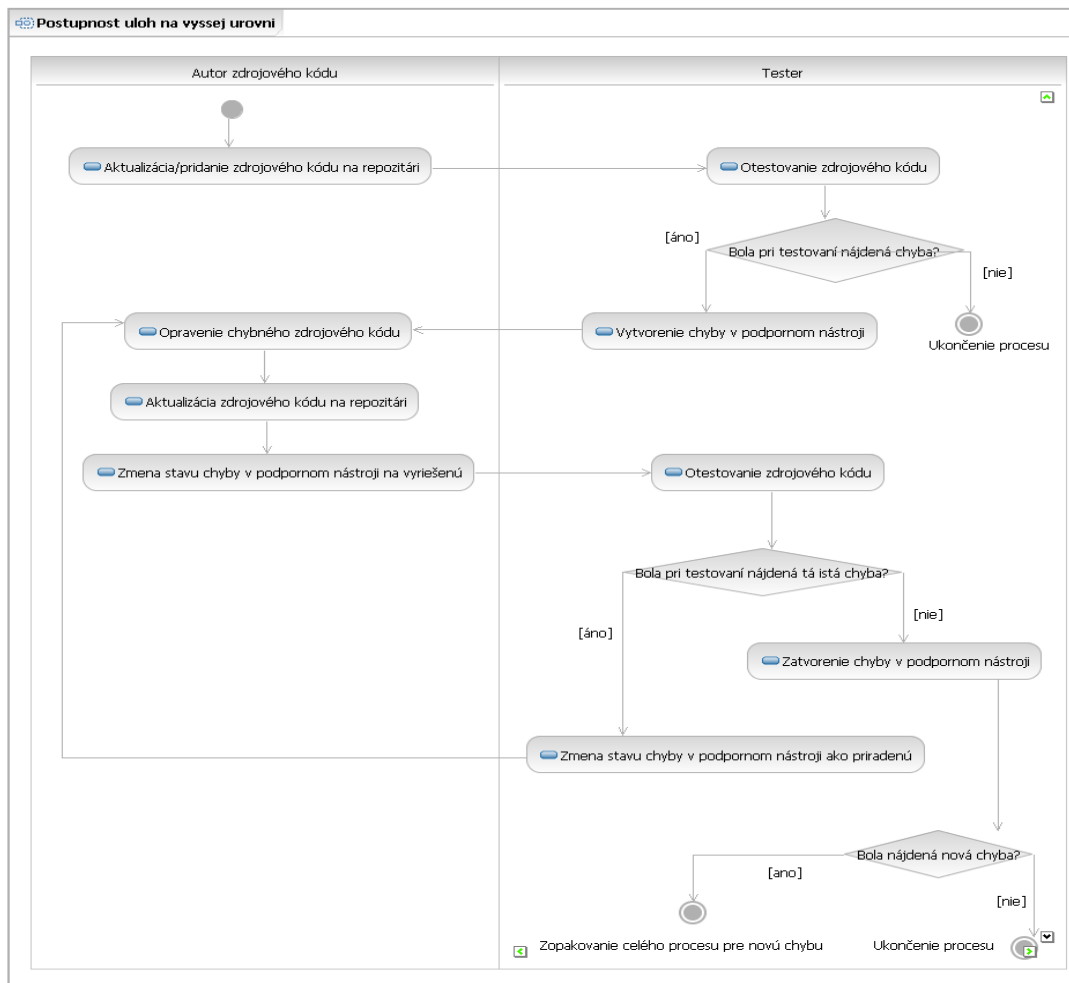 Postupnost uloh na vyssej urovni
Autor zdrojového kódu
Tester
Aktualizácia/pridanie zdrojového kódu na repozitári
Otestovanie zdrojového kódu
[áno]
Bola pri testovaní nájdená chyba?
[nie]
Opravenie chybného zdrojového kódu
Vytvorenie chyby v podpornom nástroji
Ukončenie procesu
Aktualizácia zdrojového kódu na repozitári
Zmena stavu chyby v podpornom nástroji na vyriešenú
Otestovanie zdrojového kódu
Bola pri testovaní nájdená tá istá chyba?
[nie]
[áno]
Zatvorenie chyby v podpornom nástroji
Zmena stavu chyby v podpornom nástroji ako priradenú
Bola nájdená nová chyba?
[ano]
[nie]
Zopakovanie celého procesu pre novú chybu
Ukončenie procesu